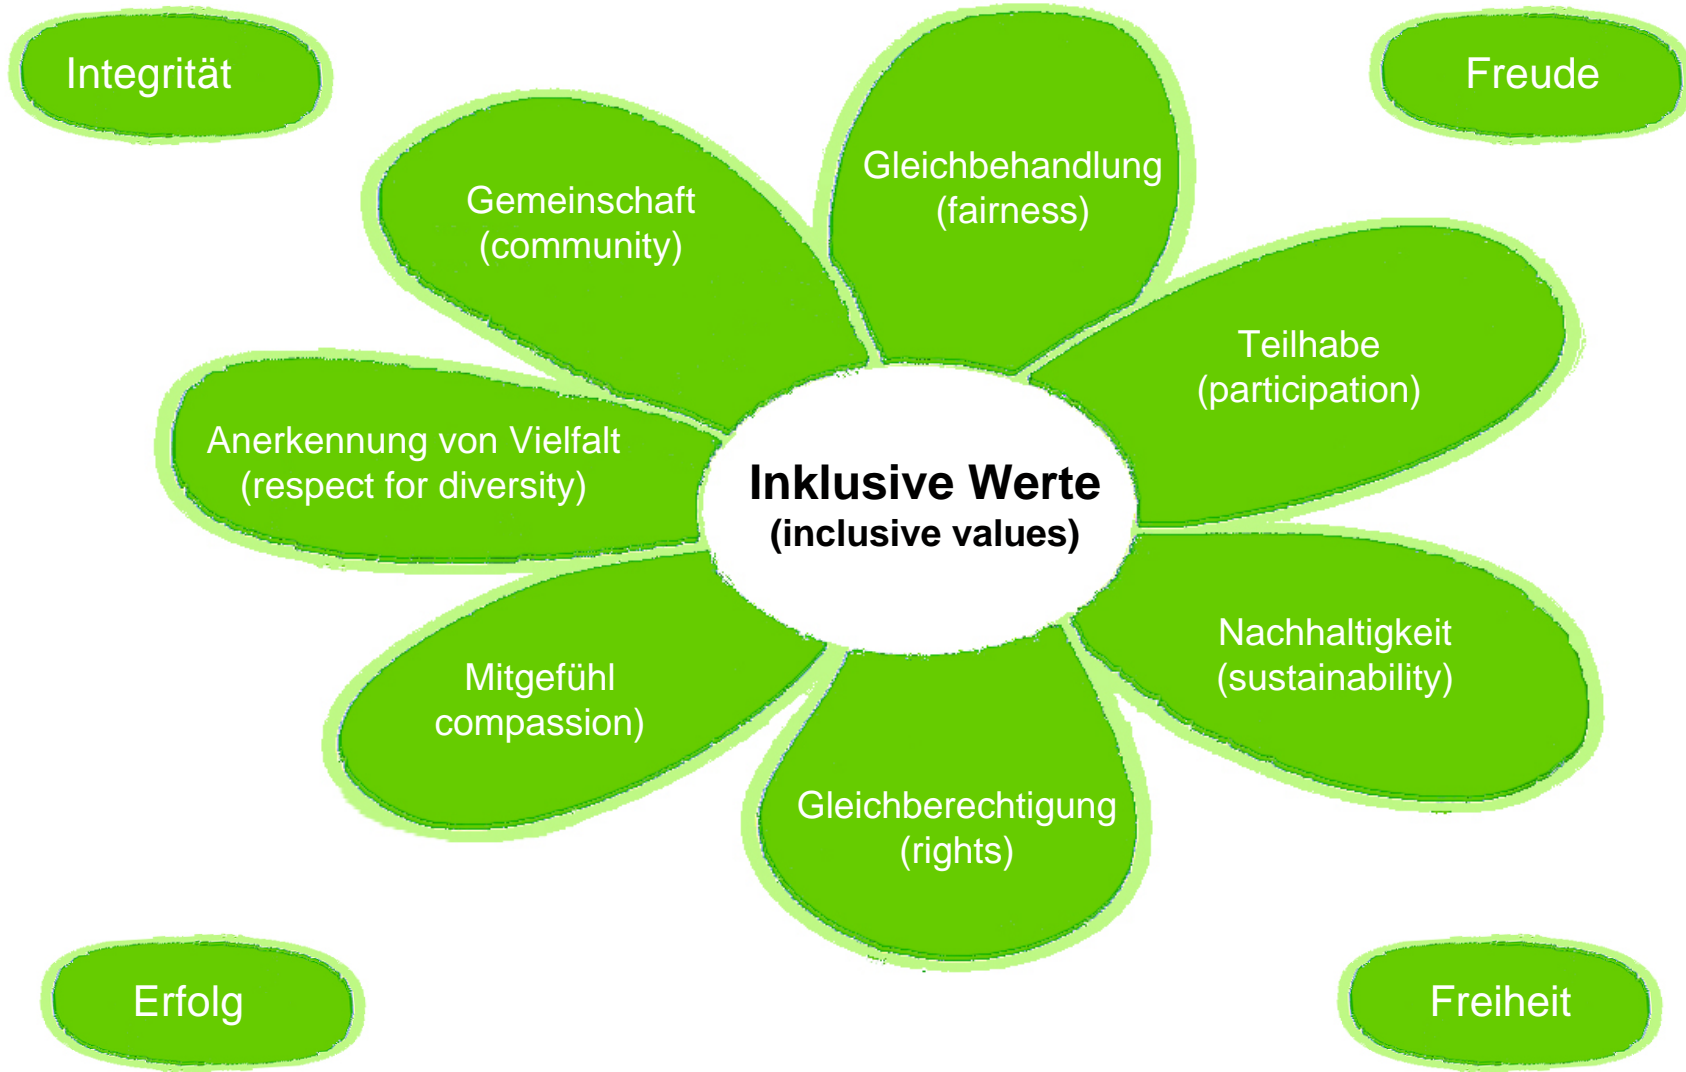 Integrität
Freude
Gleichbehandlung
(fairness)
Gemeinschaft
(community)
Teilhabe
(participation)
Anerkennung von Vielfalt
(respect for diversity)
Inklusive Werte
(inclusive values)
Nachhaltigkeit
(sustainability)
Mitgefühl
compassion)
Gleichberechtigung
(rights)
Erfolg
Freiheit